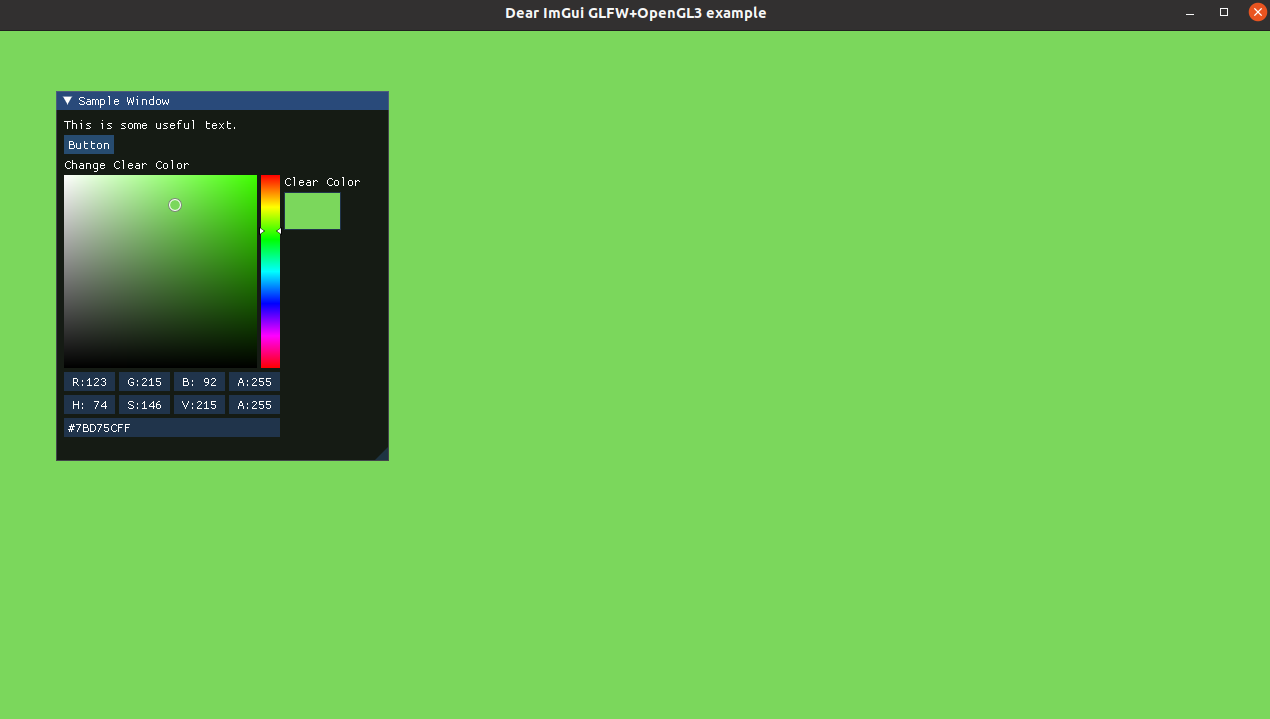 Dear ImGui GLFW+OpenGL3 example
Sample Window
This is some useful text.
Button
Change Clear Color
Clear Color
R:123 G:215 B: 92 A:255
H: 74 S:146 V:215 A:255
#7BD75CFF